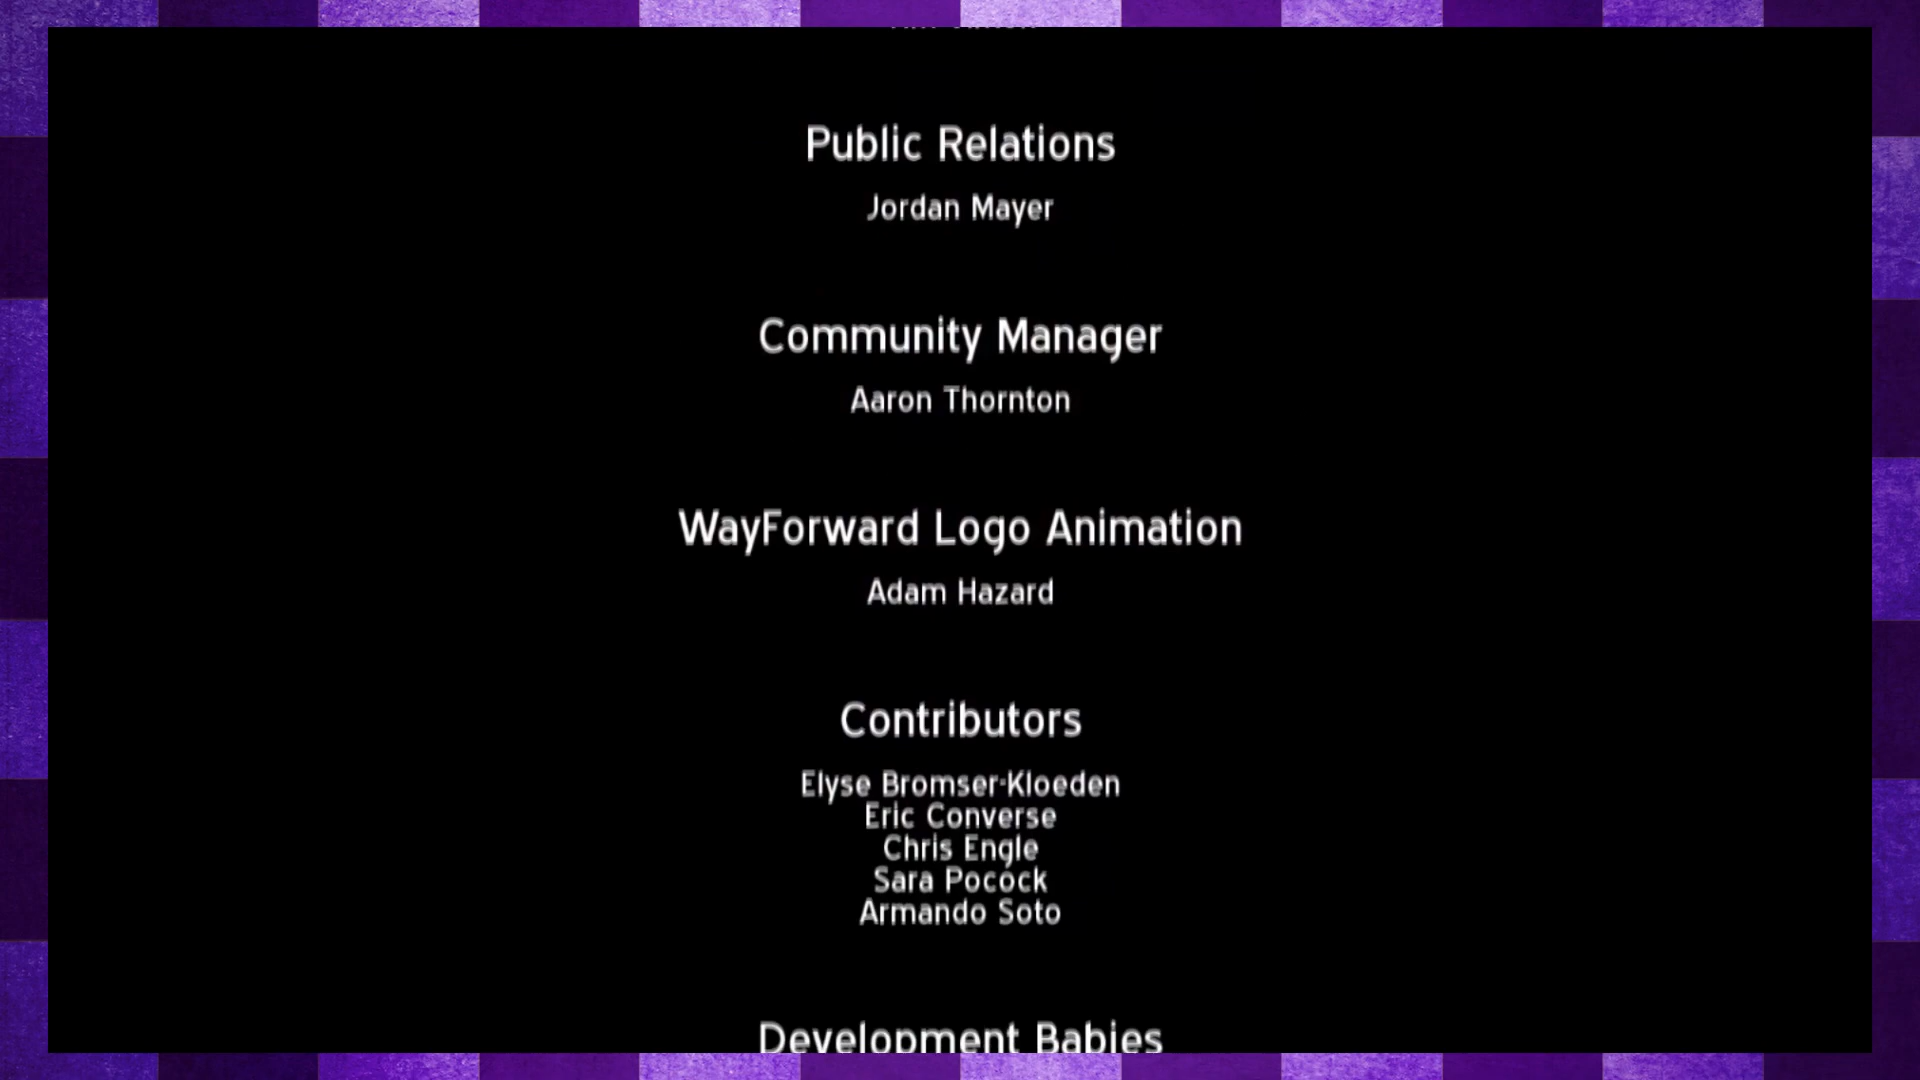 Public Relations
Jordan Mayer
Community Manager
Aaron Thornton
WayForward Logo Animation
Adam Hazard
Contributors
Elyse Bromser-Kloeden
Eric Converse
Chris Engle
Sara Pocock
Armando Soto
Development Babies